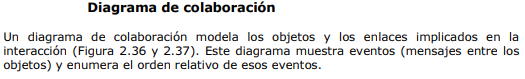 Diagrama de colaboración
Un diagrama de colaboración modela los objetos y los enlaces implicados en la
interacción (Figura 2.36 y 2.37). Este diagrama muestra eventos (mensajes entre los
objetos) y enumera el orden relativo de esos eventos.